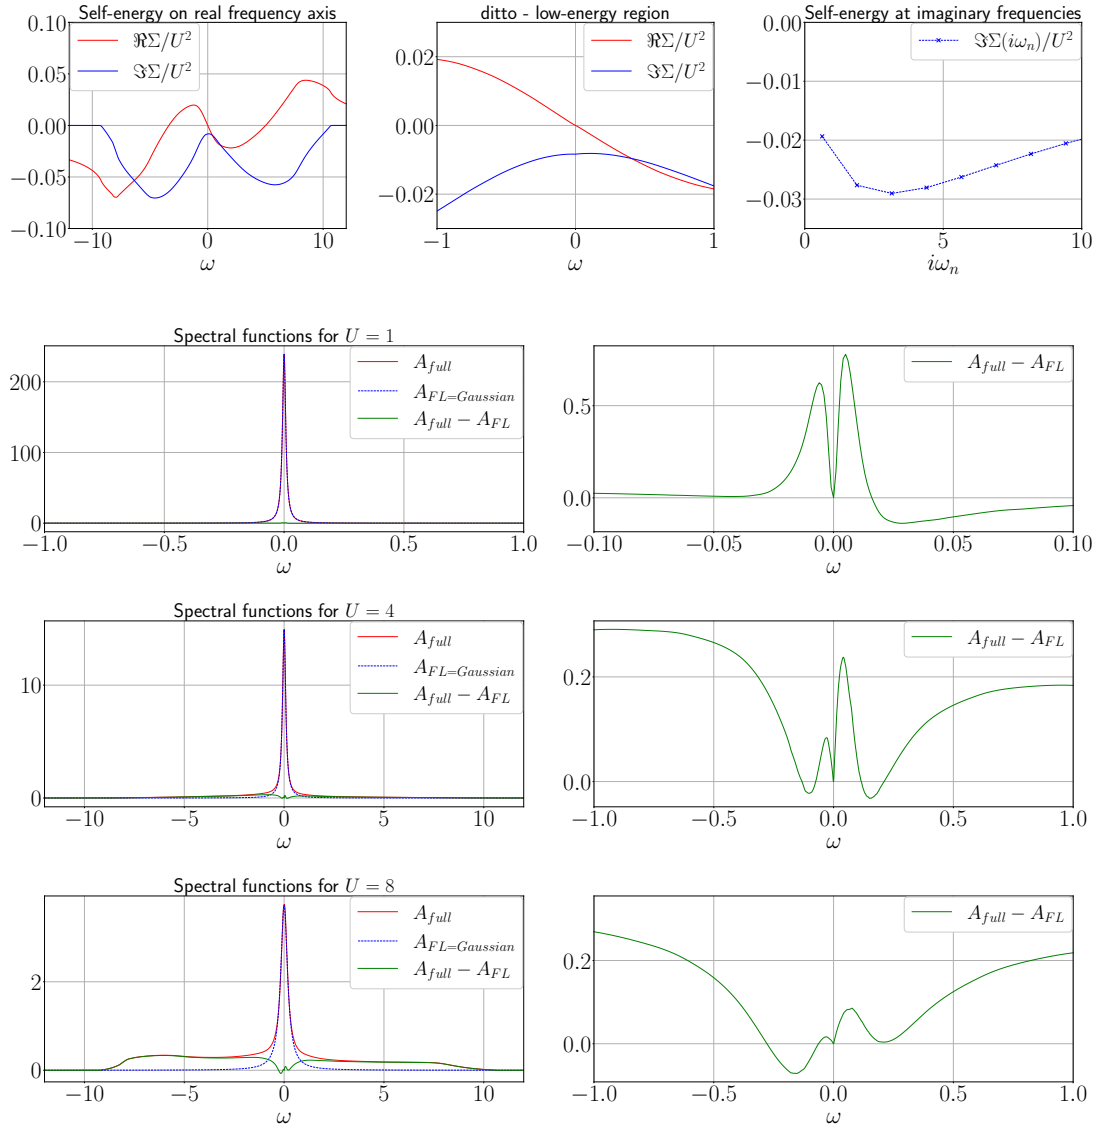 Self-energy on real frequency axis
0.10
0.05
0.00
−0.05
−0.10
ℜΣ/U²
ℑΣ/U²
−10 0 10
ω
ditto - low-energy region
0.02
0.00
−0.02
ℜΣ/U²
ℑΣ/U²
−1 0 1
ω
Self-energy at imaginary frequencies
0.00
−0.01
−0.02
−0.03
ℑΣ(iωₙ)/U²
0 5 10
iωₙ
Spectral functions for U = 1
200
100
0
A_full
A_FL=Gaussian
A_full − A_FL
−1.0 −0.5 0.0 0.5 1.0
ω
0.5
0.0
A_full − A_FL
−0.10 −0.05 0.00 0.05 0.10
ω
Spectral functions for U = 4
10
0
A_full
A_FL=Gaussian
A_full − A_FL
−10 −5 0 5 10
ω
0.2
0.0
A_full − A_FL
−1.0 −0.5 0.0 0.5 1.0
ω
Spectral functions for U = 8
2
0
A_full
A_FL=Gaussian
A_full − A_FL
−10 −5 0 5 10
ω
0.2
0.0
A_full − A_FL
−1.0 −0.5 0.0 0.5 1.0
ω